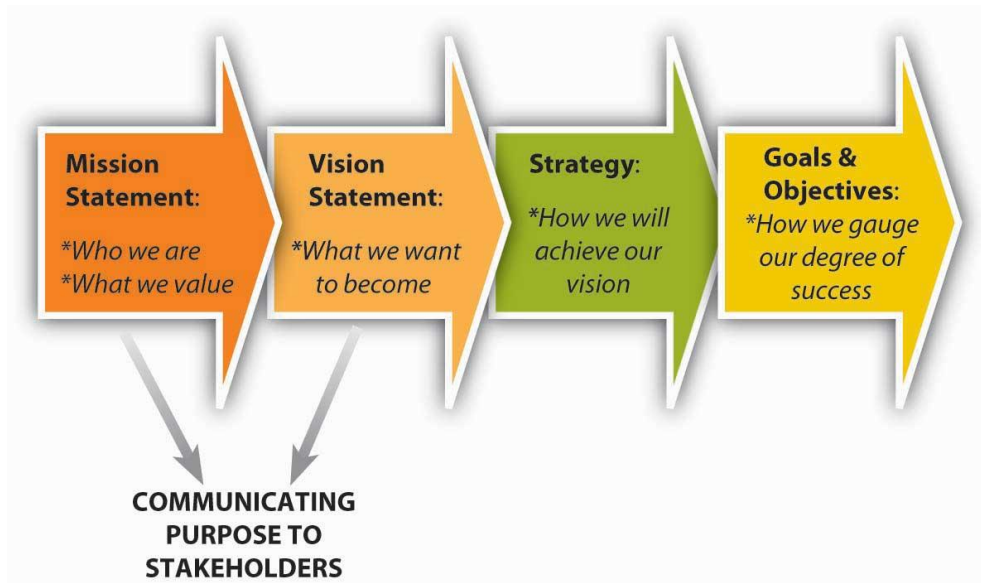 Mission
Statement:
*Who we are
*What we value
Vision
Statement:
*What we want
to become
Strategy:
*How we will
achieve our
vision
Goals &
Objectives:
*How we gauge
our degree of
success
COMMUNICATING
PURPOSE TO
STAKEHOLDERS